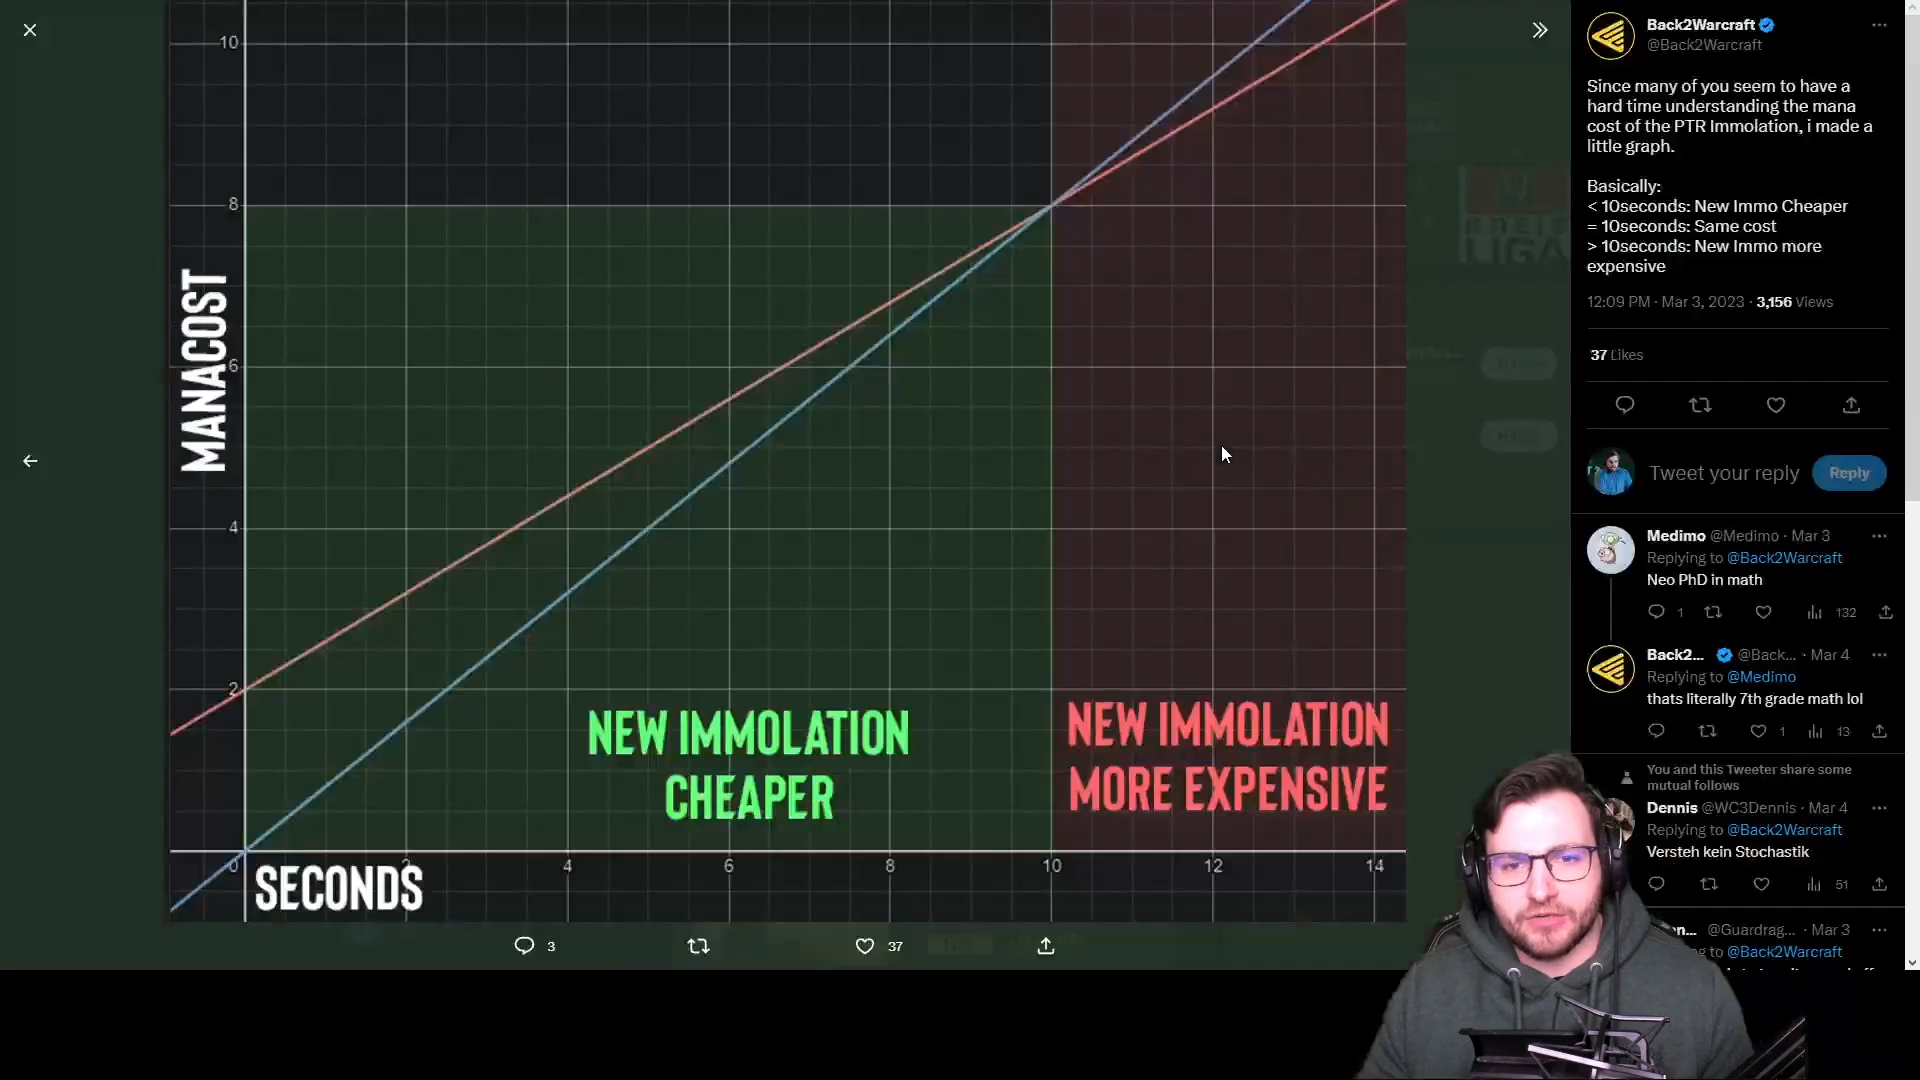 10
8
6
4
2
0
2
4
6
8
10
12
14
MANACOST
SECONDS
NEW IMMOLATION
CHEAPER
NEW IMMOLATION
MORE EXPENSIVE
3
37
KREIS
LIGA
Back2Warcraft
@Back2Warcraft
Since many of you seem to have a
hard time understanding the mana
cost of the PTR Immolation, i made a
little graph.
Basically:
< 10seconds: New Immo Cheaper
= 10seconds: Same cost
> 10seconds: New Immo more
expensive
12:09 PM · Mar 3, 2023 · 3,156 Views
37 Likes
Tweet your reply
Reply
Medimo @Medimo · Mar 3
Replying to @Back2Warcraft
Neo PhD in math
1
132
Back2... @Back... · Mar 4
Replying to @Medimo
thats literally 7th grade math lol
1
13
You and this Tweeter share some
mutual follows
Dennis @WC3Dennis · Mar 4
Replying to @Back2Warcraft
Versteh kein Stochastik
51
@Guardrag... · Mar 3
@Back2Warcraft